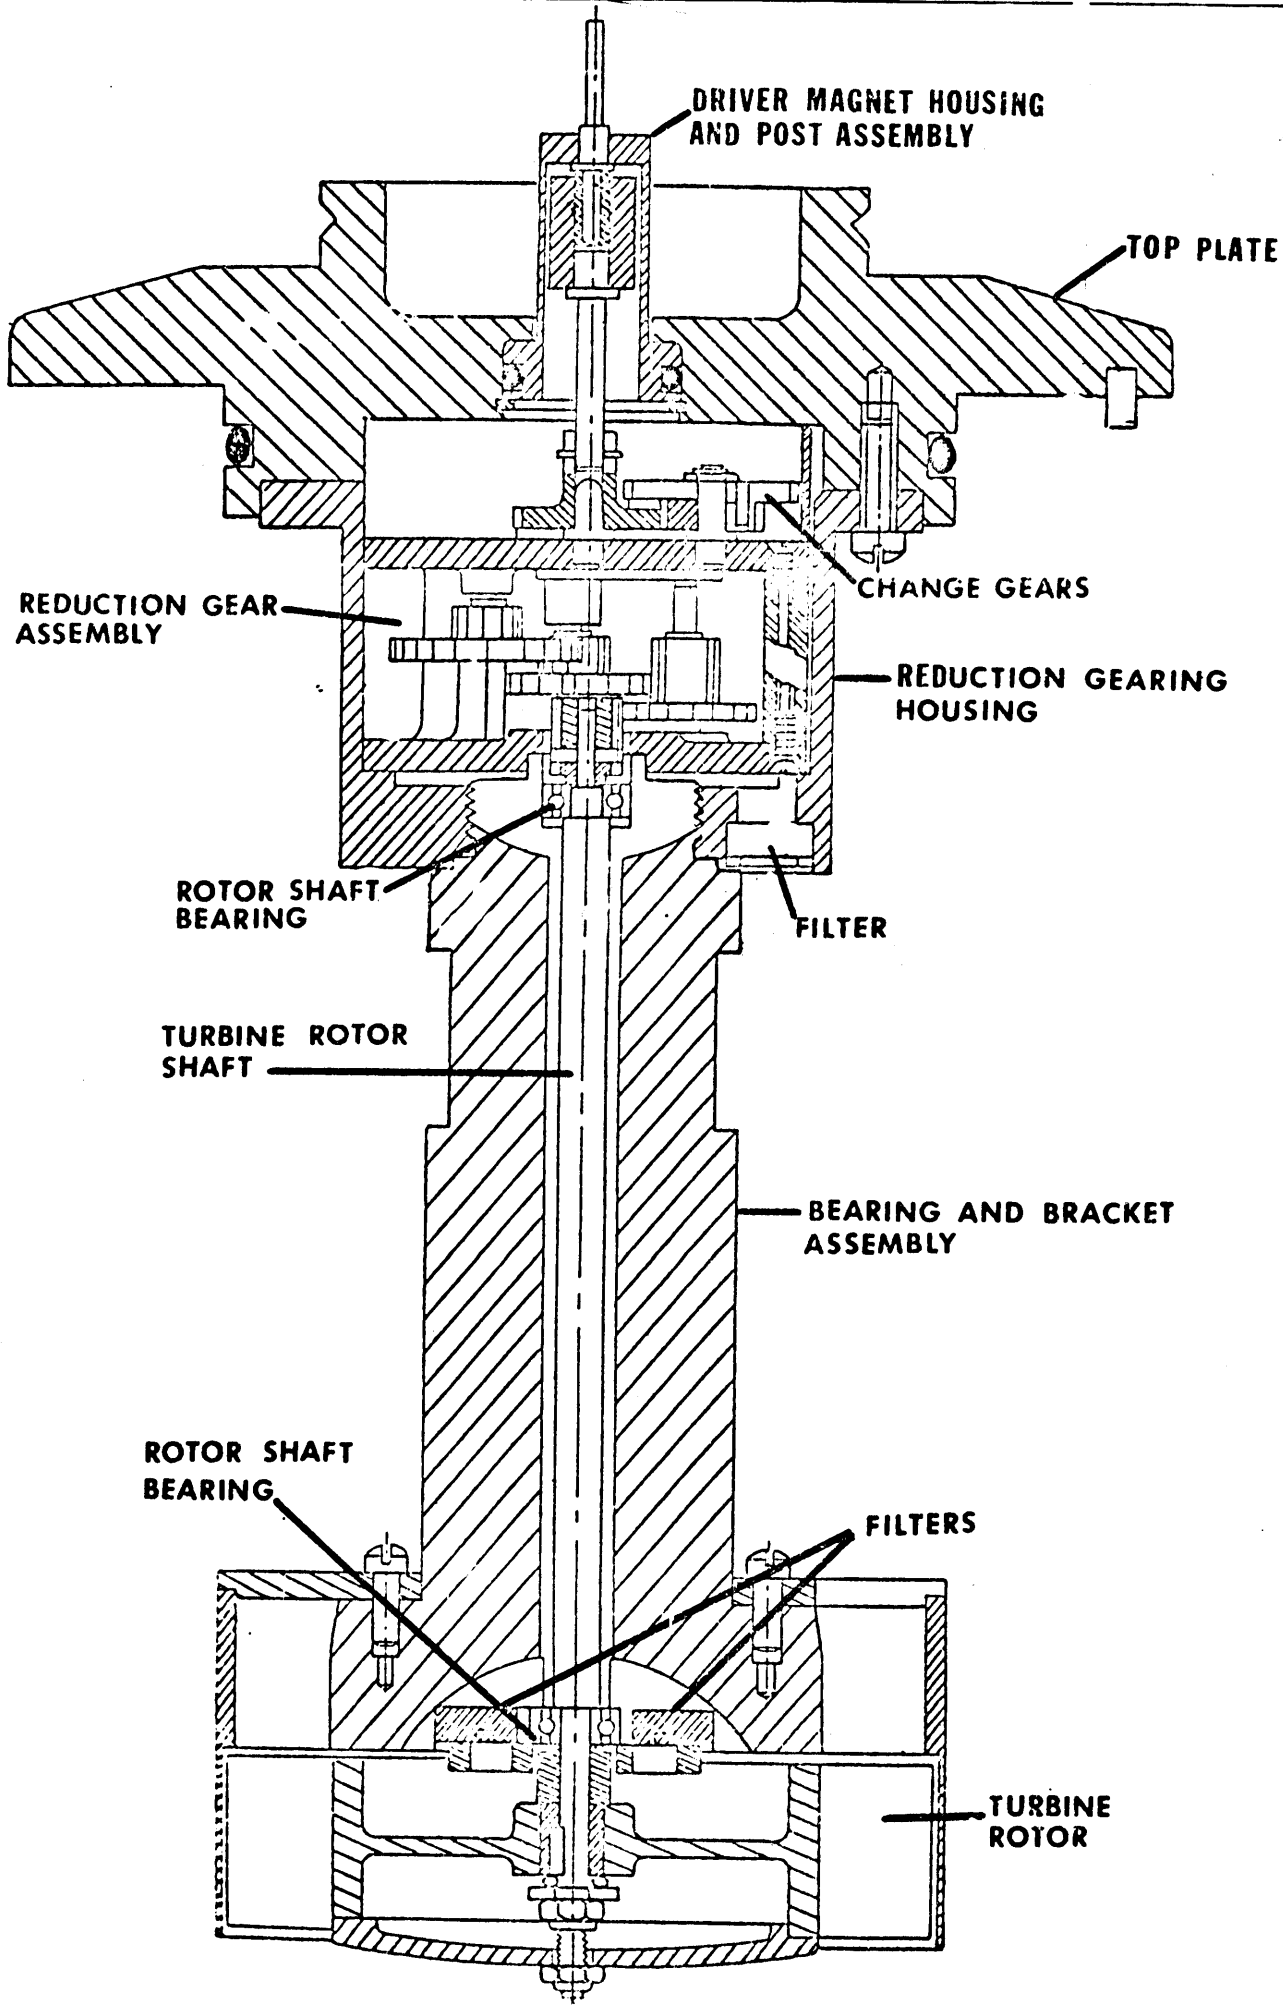 DRIVER MAGNET HOUSING
AND POST ASSEMBLY
TOP PLATE
CHANGE GEARS
REDUCTION GEAR
ASSEMBLY
REDUCTION GEARING
HOUSING
ROTOR SHAFT
BEARING
FILTER
TURBINE ROTOR
SHAFT
BEARING AND BRACKET
ASSEMBLY
ROTOR SHAFT
BEARING
FILTERS
TURBINE
ROTOR